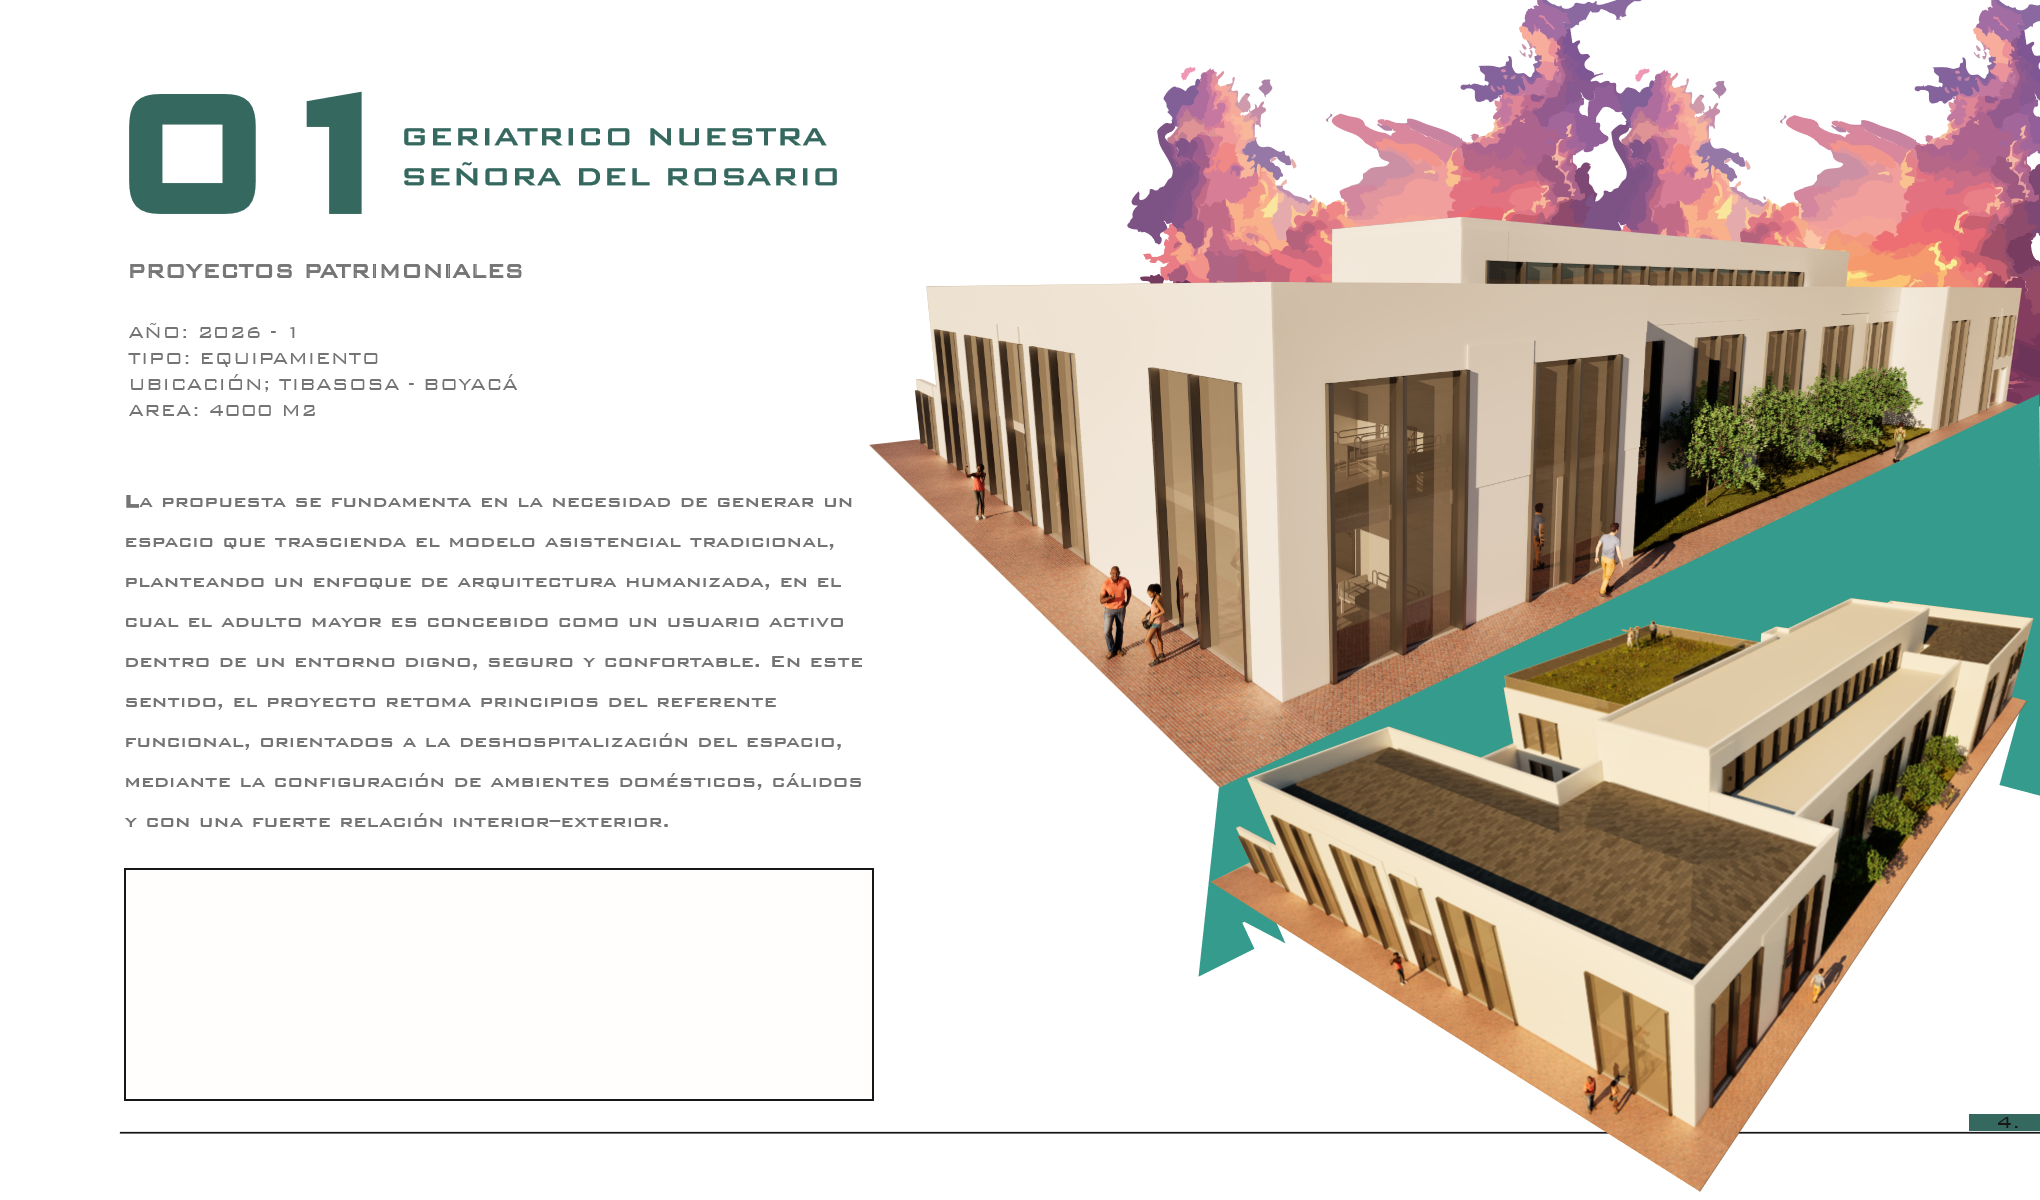 01
GERIATRICO NUESTRA
SEÑORA DEL ROSARIO
PROYECTOS PATRIMONIALES
AÑO: 2026 - 1
TIPO: EQUIPAMIENTO
UBICACIÓN; TIBASOSA - BOYACÁ
AREA: 4000 M2
La propuesta se fundamenta en la necesidad de generar un
espacio que trascienda el modelo asistencial tradicional,
planteando un enfoque de arquitectura humanizada, en el
cual el adulto mayor es concebido como un usuario activo
dentro de un entorno digno, seguro y confortable. En este
sentido, el proyecto retoma principios del referente
funcional, orientados a la deshospitalización del espacio,
mediante la configuración de ambientes domésticos, cálidos
y con una fuerte relación interior–exterior.
4.